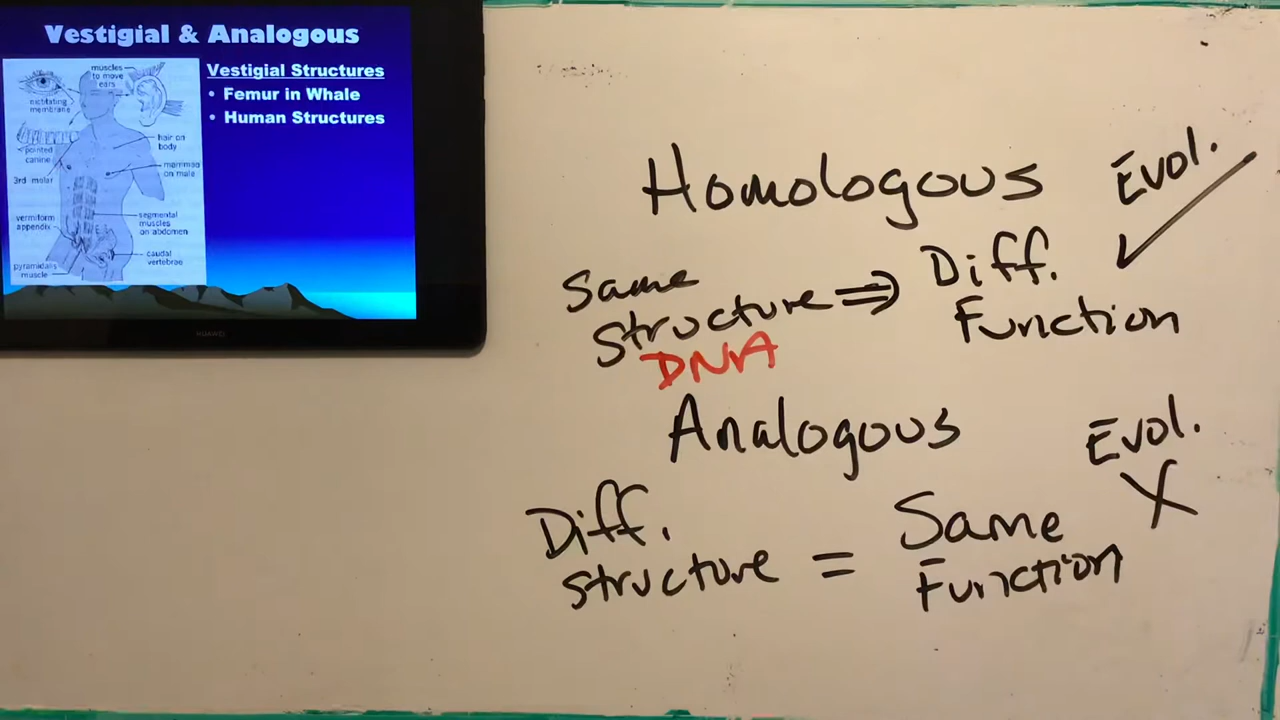 Vestigial & Analogous
Vestigial Structures
• Femur in Whale
• Human Structures
muscles
to move
ears
nictitating
membrane
pointed
canine
3rd molar
vermiform
appendix
pyramidalis
muscle
hair on
body
mammae
on male
segmental
muscles
on abdomen
caudal
vertebrae
HUAWEI
Homologous
Evol.
✓
Same
Structure ⇒ Diff.
Function
DNA
Analogous
Evol.
X
Diff.
structure = Same
Function